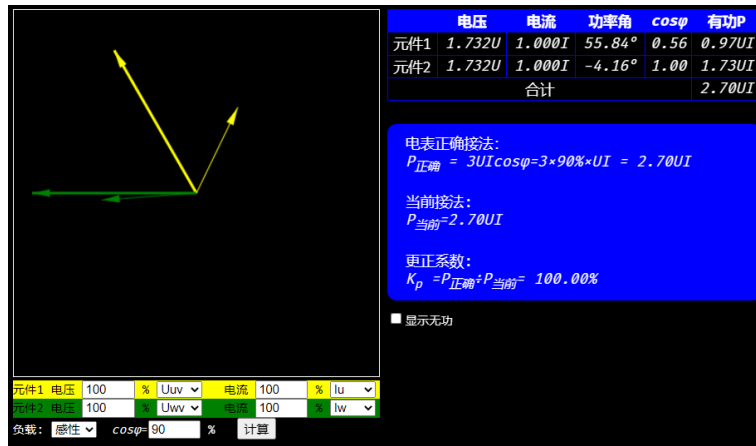 电压 电流 功率角 cosφ 有功P
元件1 1.732U 1.000I 55.84° 0.56 0.97UI
元件2 1.732U 1.000I -4.16° 1.00 1.73UI
合计 2.70UI
电表正确接法:
P正确 = 3UIcosφ=3×90%×UI = 2.70UI
当前接法:
P当前=2.70UI
更正系数:
Kp =P正确÷P当前= 100.00%
显示无功
元件1 电压 100 % Uuv 电流 100 % Iu
元件2 电压 100 % Uwv 电流 100 % Iw
负载: 感性 cosφ=90 % 计算